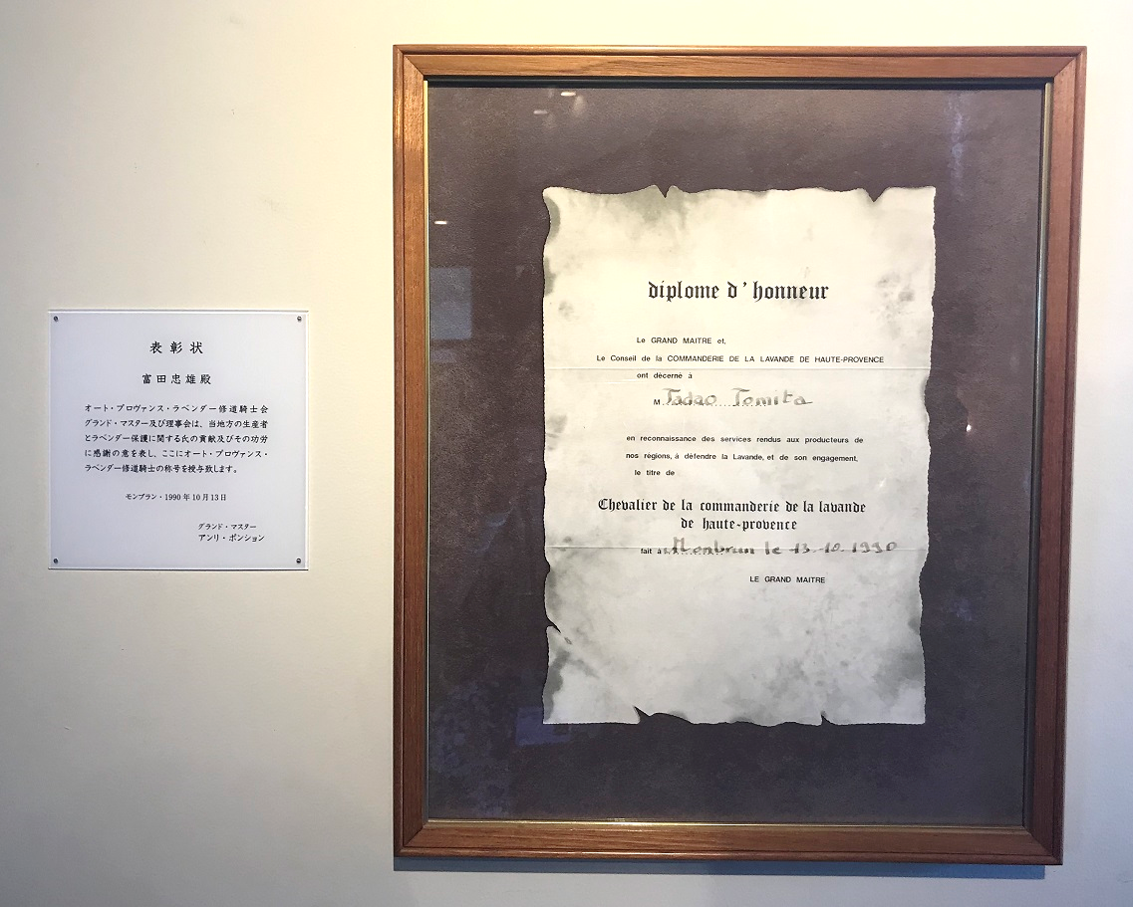 表彰状
富田忠雄殿
オート・プロヴァンス・ラベンダー修道騎士会
グランド・マスター及び理事会は、当地方の生産者
とラベンダー保護に関する氏の貢献及びその功労
に感謝の意を表し、ここにオート・プロヴァンス・
ラベンダー修道騎士の称号を授与致します。
モンブラン・1990年10月13日
グランド・マスター
アンリ・ボンション
diplome d'honneur
Le GRAND MAITRE et,
Le Conseil de la COMMANDERIE DE LA LAVANDE DE HAUTE-PROVENCE
ont décerné à
M. Tadao Tomita
en reconnaissance des services rendus aux producteurs de
nos régions, à défendre la Lavande, et de son engagement,
le titre de
Chevalier de la commanderie de la lavande
de haute-provence
fait à Monbrun le 13.10.1990
LE GRAND MAITRE